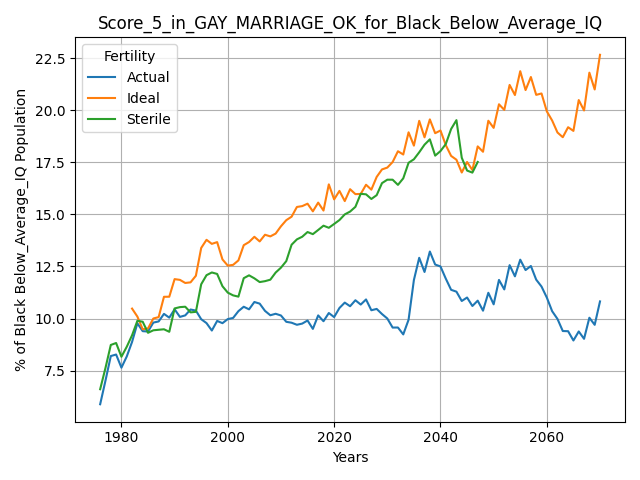 Score_5_in_GAY_MARRIAGE_OK_for_Black_Below_Average_IQ
% of Black Below_Average_IQ Population
22.5
20.0
17.5
15.0
12.5
10.0
7.5
Fertility
Actual
Ideal
Sterile
1980
2000
2020
2040
2060
Years